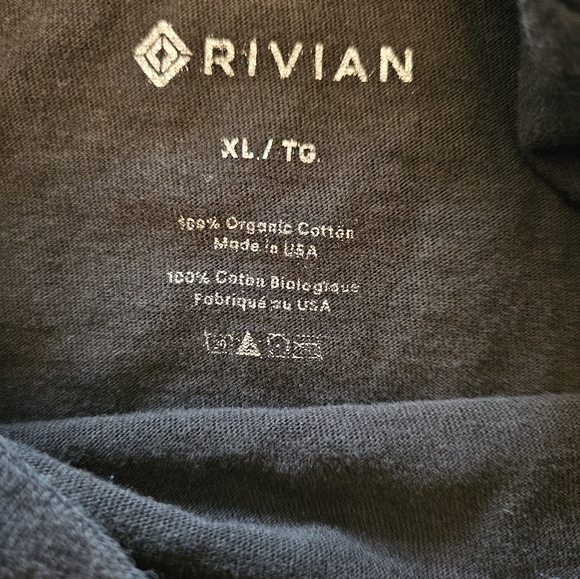 RIVIAN
XL / TG
100% Organic Cotton
Made in USA
100% Coton Biologique
Fabriqué au USA